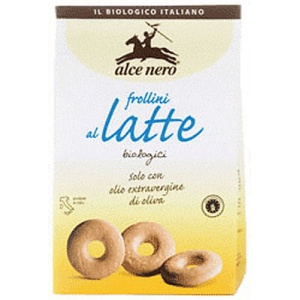 IL BIOLOGICO ITALIANO
alce nero
frollini
al latte
biologici
solo con
olio extravergine
di oliva